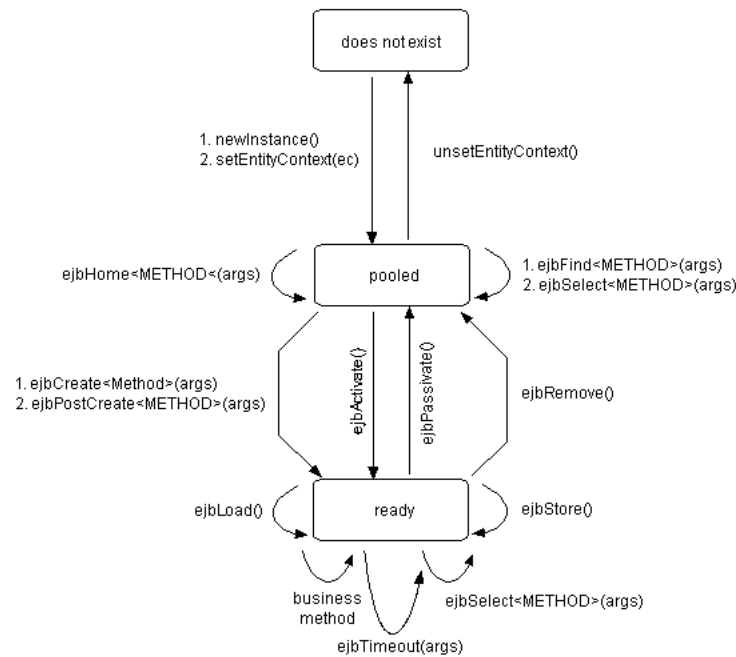 does not exist
1. newInstance()
2. setEntityContext(ec)
unsetEntityContext()
ejbHome<METHOD<(args)
pooled
1. ejbFind<METHOD>(args)
2. ejbSelect<METHOD>(args)
1. ejbCreate<Method>(args)
2. ejbPostCreate<METHOD>(args)
ejbActivate()
ejbPassivate()
ejbRemove()
ejbLoad()
ready
ejbStore()
business
method
ejbSelect<METHOD>(args)
ejbTimeout(args)